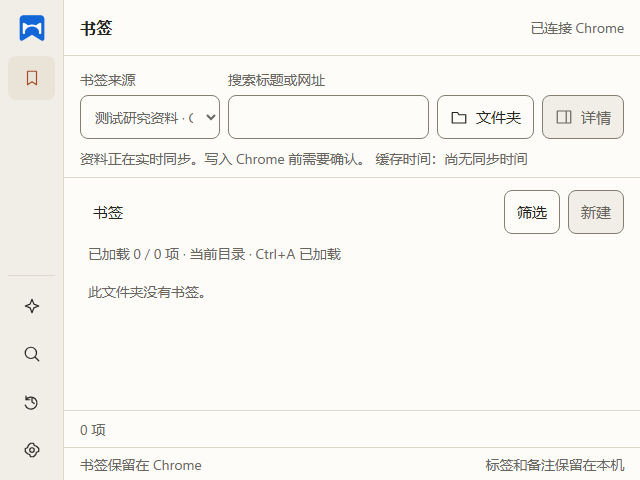 书签
已连接 Chrome
书签来源
搜索标题或网址
测试研究资料 · C
文件夹
详情
资料正在实时同步。写入 Chrome 前需要确认。 缓存时间：尚无同步时间
书签
筛选
新建
已加载 0 / 0 项 · 当前目录 · Ctrl+A 已加载
此文件夹没有书签。
0 项
书签保留在 Chrome
标签和备注保留在本机